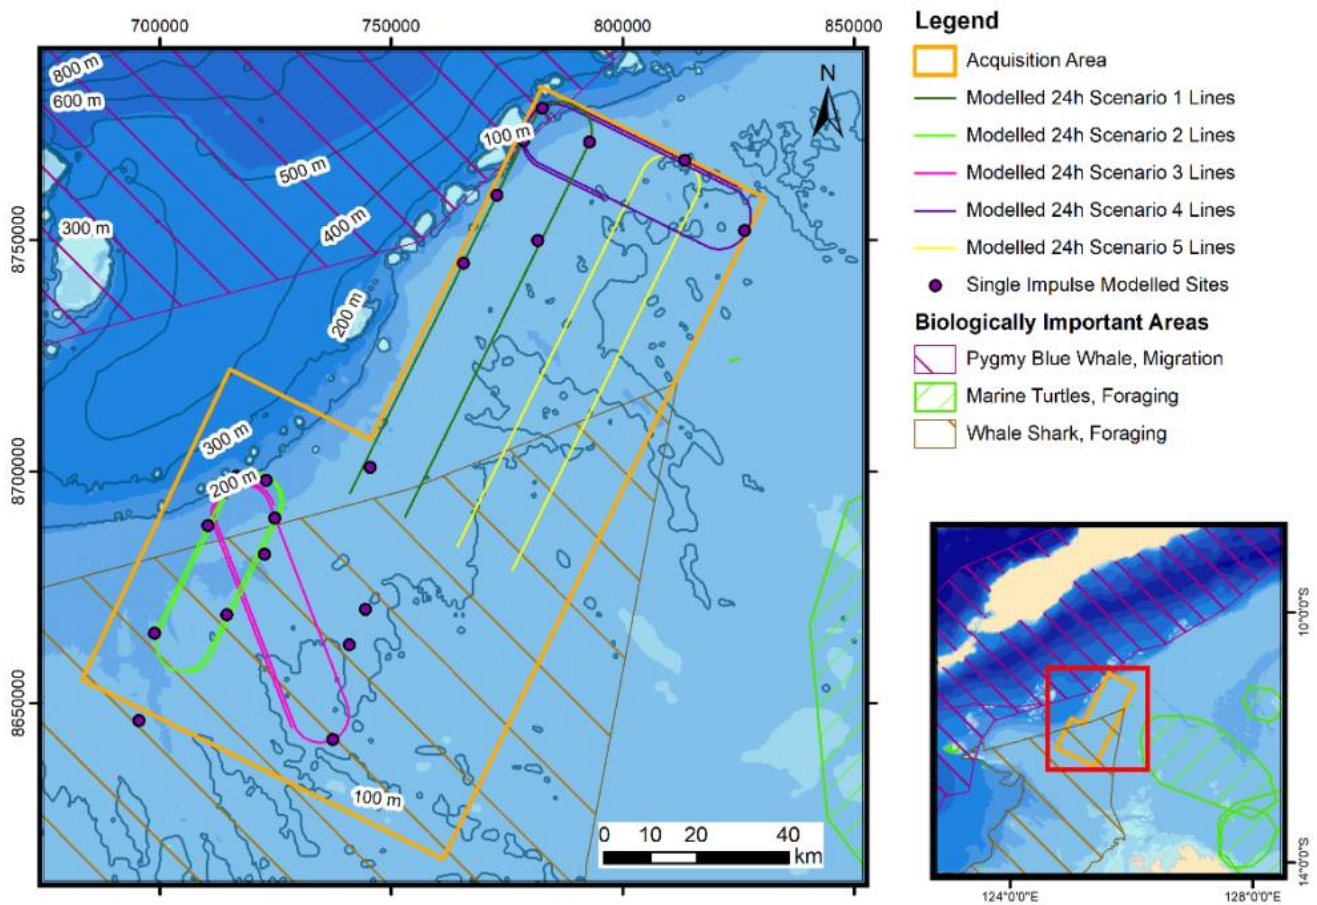 700000 750000 800000 850000
8750000
8700000
8650000
800 m
600 m
500 m
400 m
300 m
200 m
100 m
300 m
200 m
100 m
N
0 10 20 40
km
Legend
Acquisition Area
Modelled 24h Scenario 1 Lines
Modelled 24h Scenario 2 Lines
Modelled 24h Scenario 3 Lines
Modelled 24h Scenario 4 Lines
Modelled 24h Scenario 5 Lines
Single Impulse Modelled Sites
Biologically Important Areas
Pygmy Blue Whale, Migration
Marine Turtles, Foraging
Whale Shark, Foraging
10°0'0"S
14°0'0"S
124°0'0"E 128°0'0"E